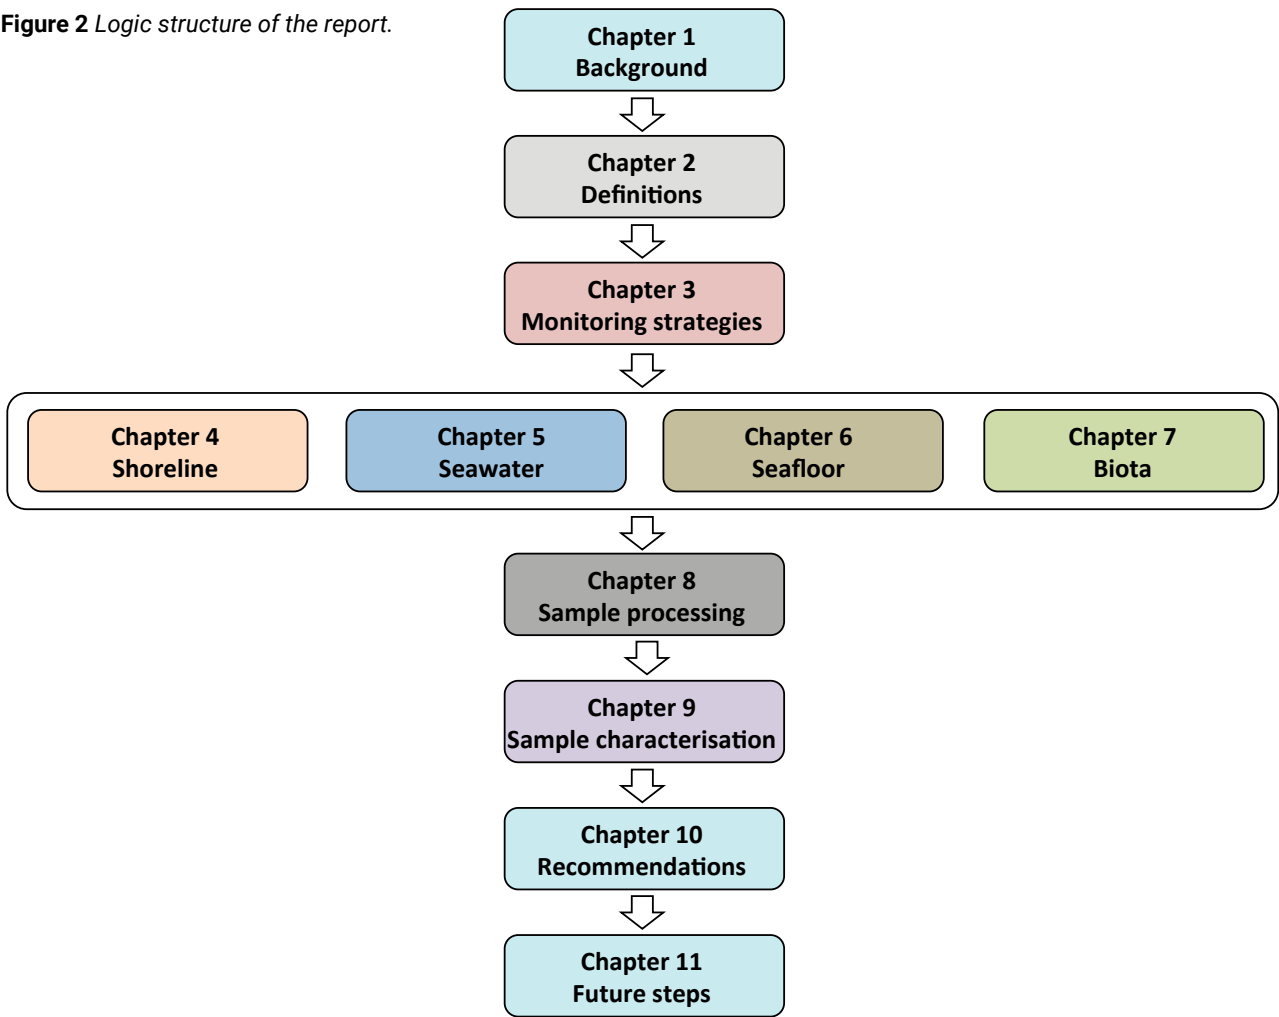 Figure 2 Logic structure of the report.
Chapter 1
Background
Chapter 2
Definitions
Chapter 3
Monitoring strategies
Chapter 4
Shoreline
Chapter 5
Seawater
Chapter 6
Seafloor
Chapter 7
Biota
Chapter 8
Sample processing
Chapter 9
Sample characterisation
Chapter 10
Recommendations
Chapter 11
Future steps